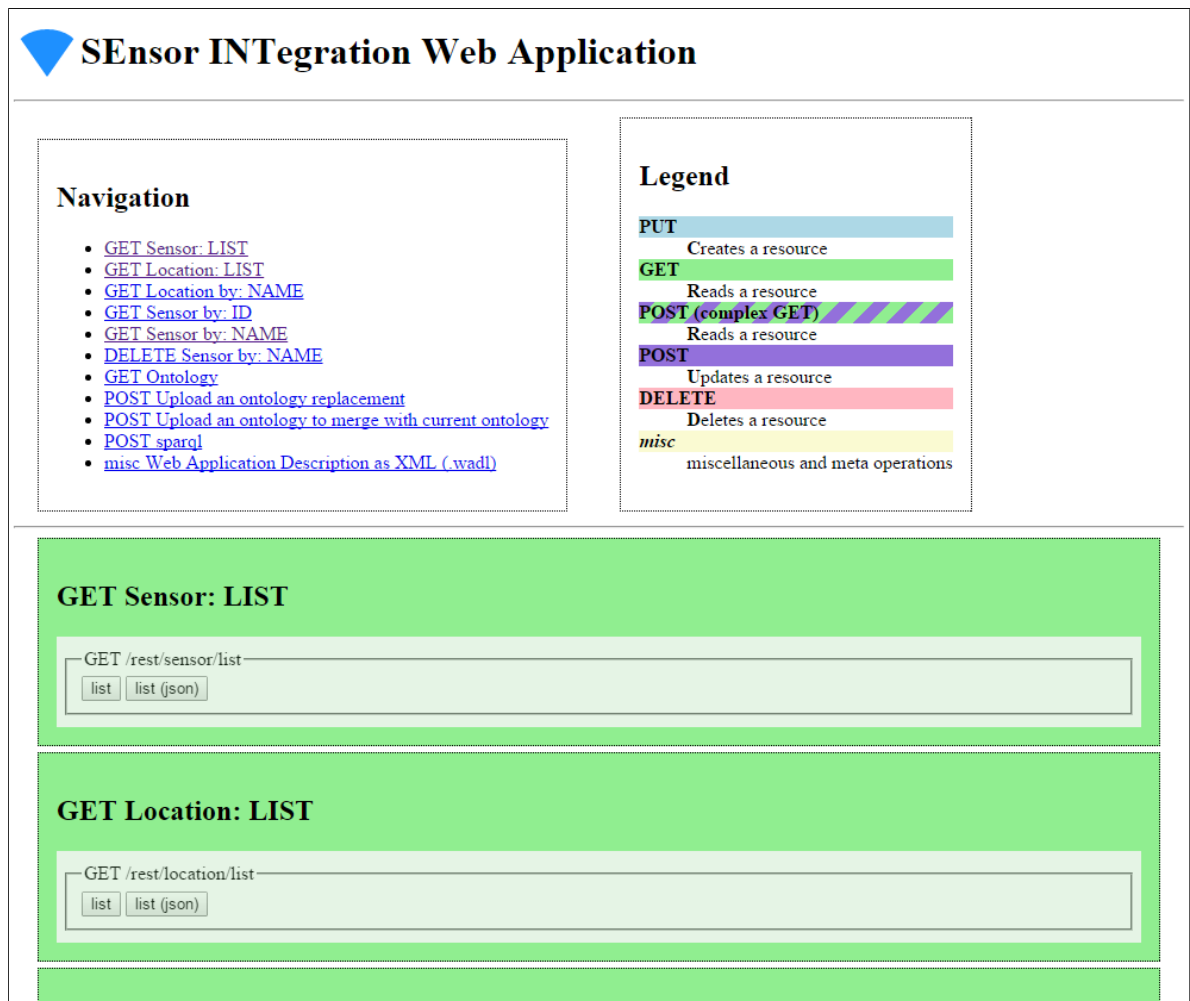 SEnsor INTegration Web Application
Navigation
GET Sensor: LIST
GET Location: LIST
GET Location by: NAME
GET Sensor by: ID
GET Sensor by: NAME
DELETE Sensor by: NAME
GET Ontology
POST Upload an ontology replacement
POST Upload an ontology to merge with current ontology
POST sparql
misc Web Application Description as XML (.wadl)
Legend
PUT
Creates a resource
GET
Reads a resource
POST (complex GET)
Reads a resource
POST
Updates a resource
DELETE
Deletes a resource
misc
miscellaneous and meta operations
GET Sensor: LIST
GET /rest/sensor/list
list list (json)
GET Location: LIST
GET /rest/location/list
list list (json)